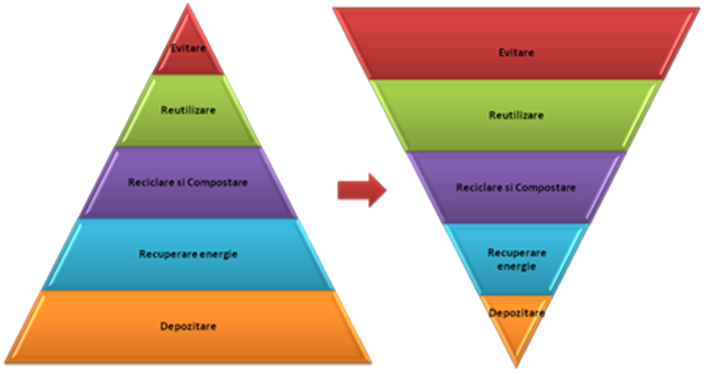 Evitare
Reutilizare
Reciclare si Compostare
Recuperare energie
Depozitare
Evitare
Reutilizare
Reciclare si Compostare
Recuperare
energie
Depozitare